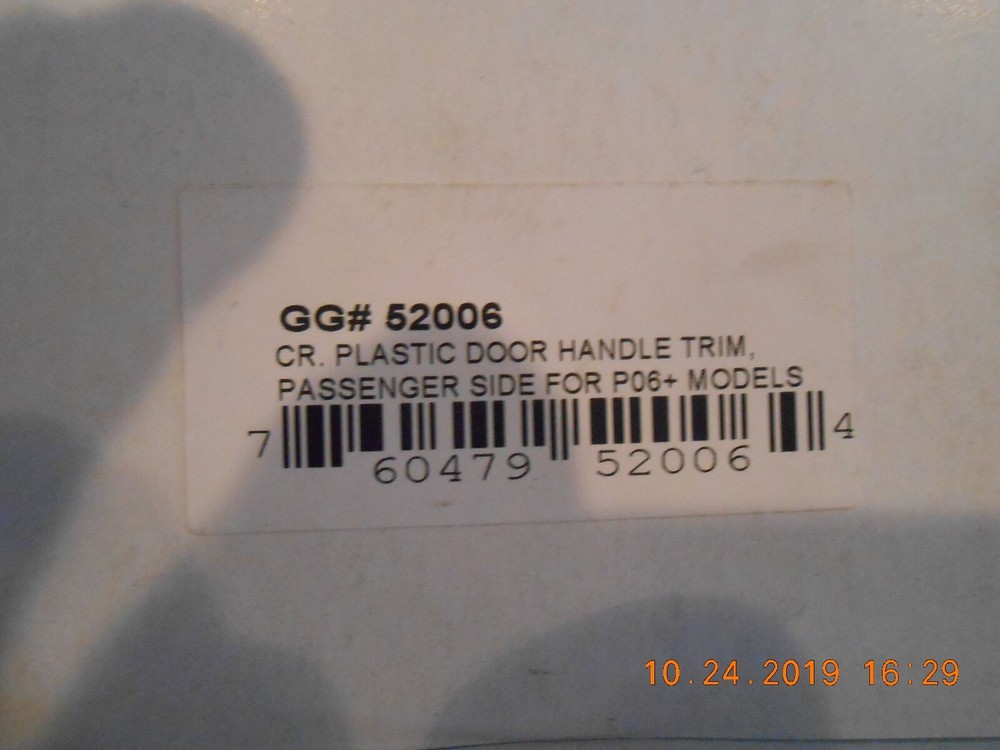 GG# 52006
CR. PLASTIC DOOR HANDLE TRIM,
PASSENGER SIDE FOR P06+ MODELS
7 60479 52006 4
10.24.2019 16:29